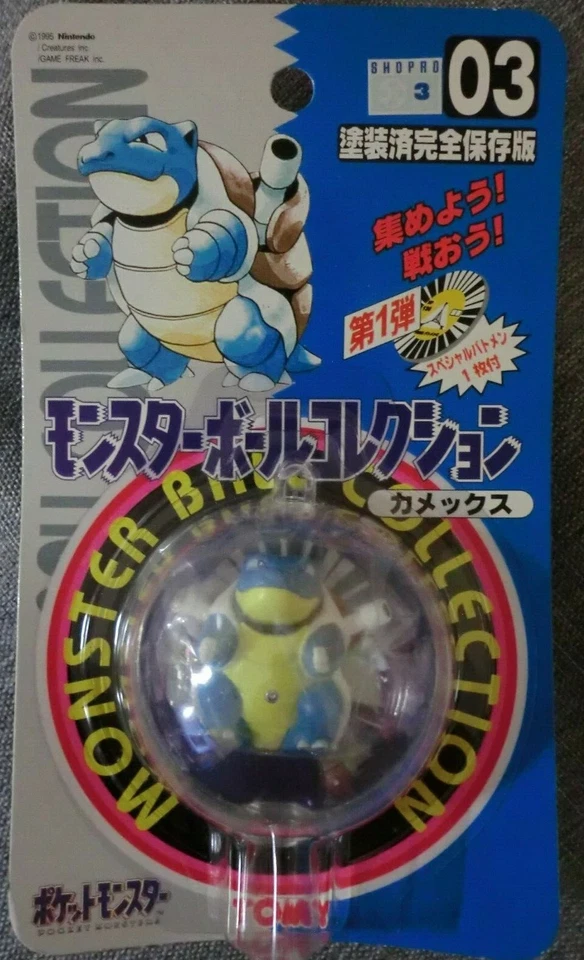 ©1995 Nintendo
Creatures Inc.
GAME FREAK inc.
SHOPRO
3
03
塗装済完全保存版
集めよう!
戦おう!
第1弾
スペシャルバトメン
1枚付
モンスターボールコレクション
カメックス
MONSTER BALL COLLECTION
ポケットモンスター
POCKET MONSTERS
TOMY